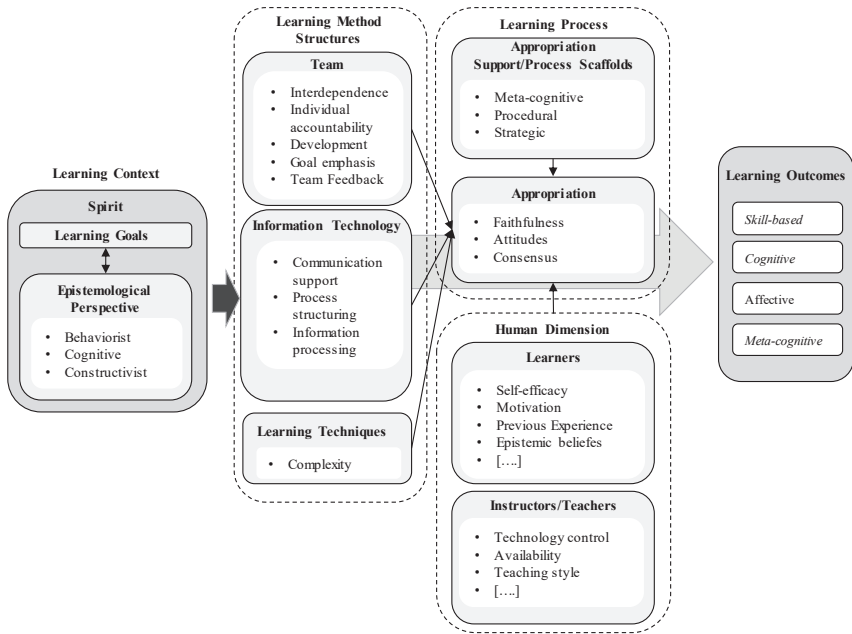 Learning Context
Spirit
Learning Goals
Epistemological
Perspective
• Behaviorist
• Cognitive
• Constructivist
Learning Method
Structures
Team
• Interdependence
• Individual
accountability
• Development
• Goal emphasis
• Team Feedback
Information Technology
• Communication
support
• Process
structuring
• Information
processing
Learning Techniques
• Complexity
Learning Process
Appropriation
Support/Process Scaffolds
• Meta-cognitive
• Procedural
• Strategic
Appropriation
• Faithfulness
• Attitudes
• Consensus
Human Dimension
Learners
• Self-efficacy
• Motivation
• Previous Experience
• Epistemic beliefes
• [….]
Instructors/Teachers
• Technology control
• Availability
• Teaching style
• [….]
Learning Outcomes
Skill-based
Cognitive
Affective
Meta-cognitive